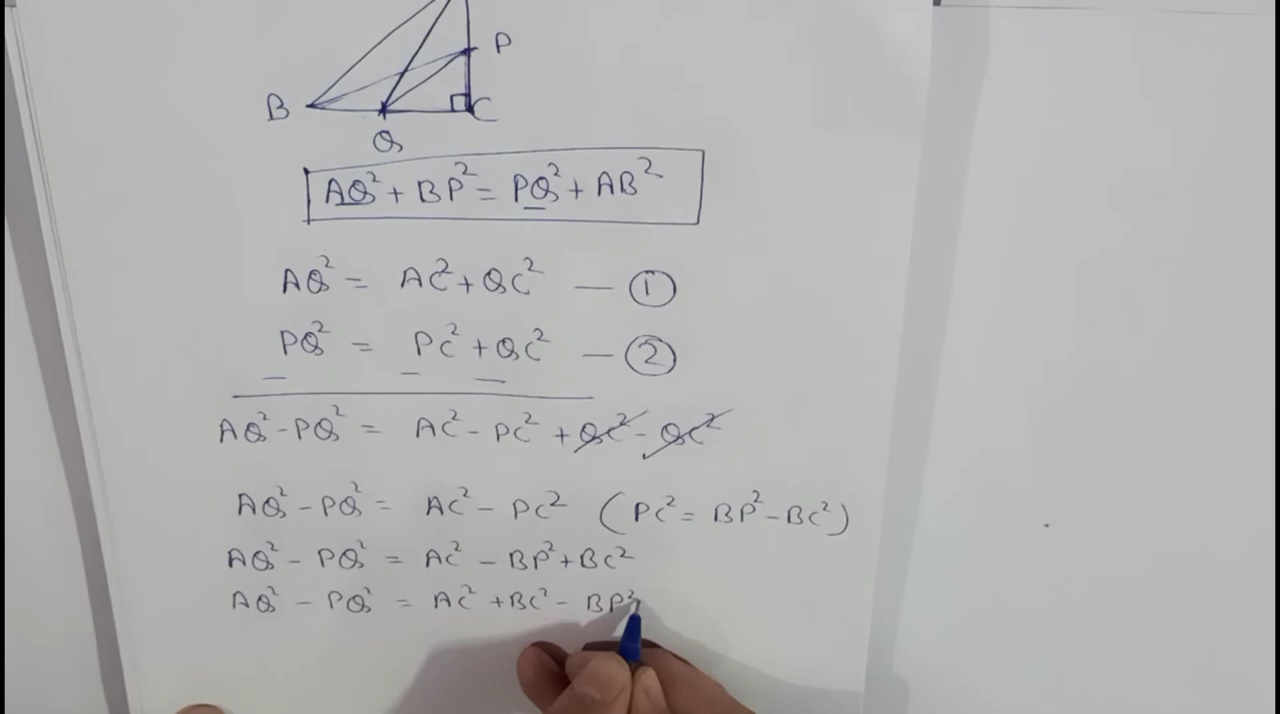 P
B
C
Q
AQ² + BP² = PQ² + AB²
AQ² = AC² + QC² — ①
PQ² = PC² + QC² — ②
AQ² - PQ² = AC² - PC² + QC² - QC²
AQ² - PQ² = AC² - PC² (PC² = BP² - BC²)
AQ² - PQ² = AC² - BP² + BC²
AQ² - PQ² = AC² + BC² - BP²